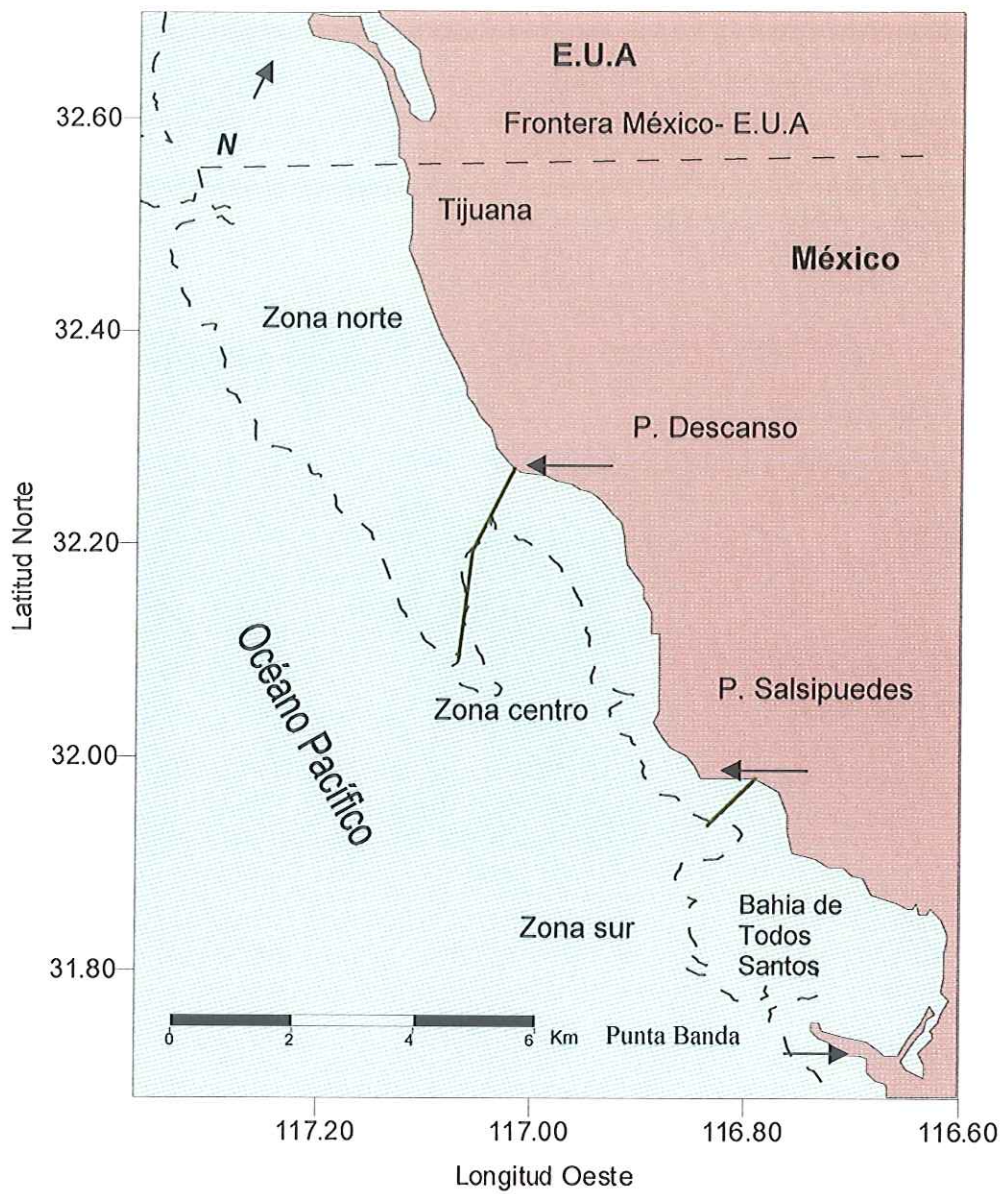 E.U.A
32.60
Frontera México- E.U.A
N
Tijuana
México
Zona norte
32.40
P. Descanso
Latitud Norte
32.20
Océano Pacífico
P. Salsipuedes
Zona centro
32.00
Bahia de
Todos
Santos
Zona sur
31.80
0 2 4 6 Km
Punta Banda
117.20 117.00 116.80 116.60
Longitud Oeste